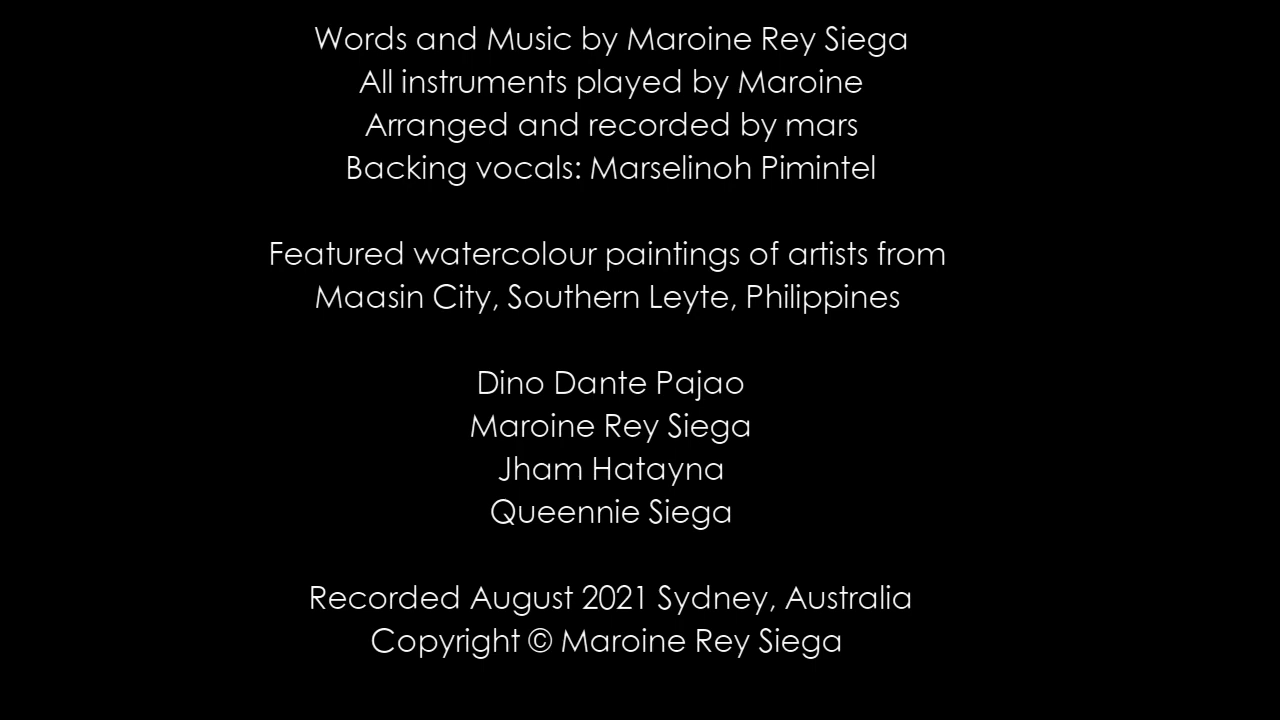 Words and Music by Maroine Rey Siega
All instruments played by Maroine
Arranged and recorded by mars
Backing vocals: Marselinoh Pimintel
Featured watercolour paintings of artists from
Maasin City, Southern Leyte, Philippines
Dino Dante Pajao
Maroine Rey Siega
Jham Hatayna
Queennie Siega
Recorded August 2021 Sydney, Australia
Copyright © Maroine Rey Siega